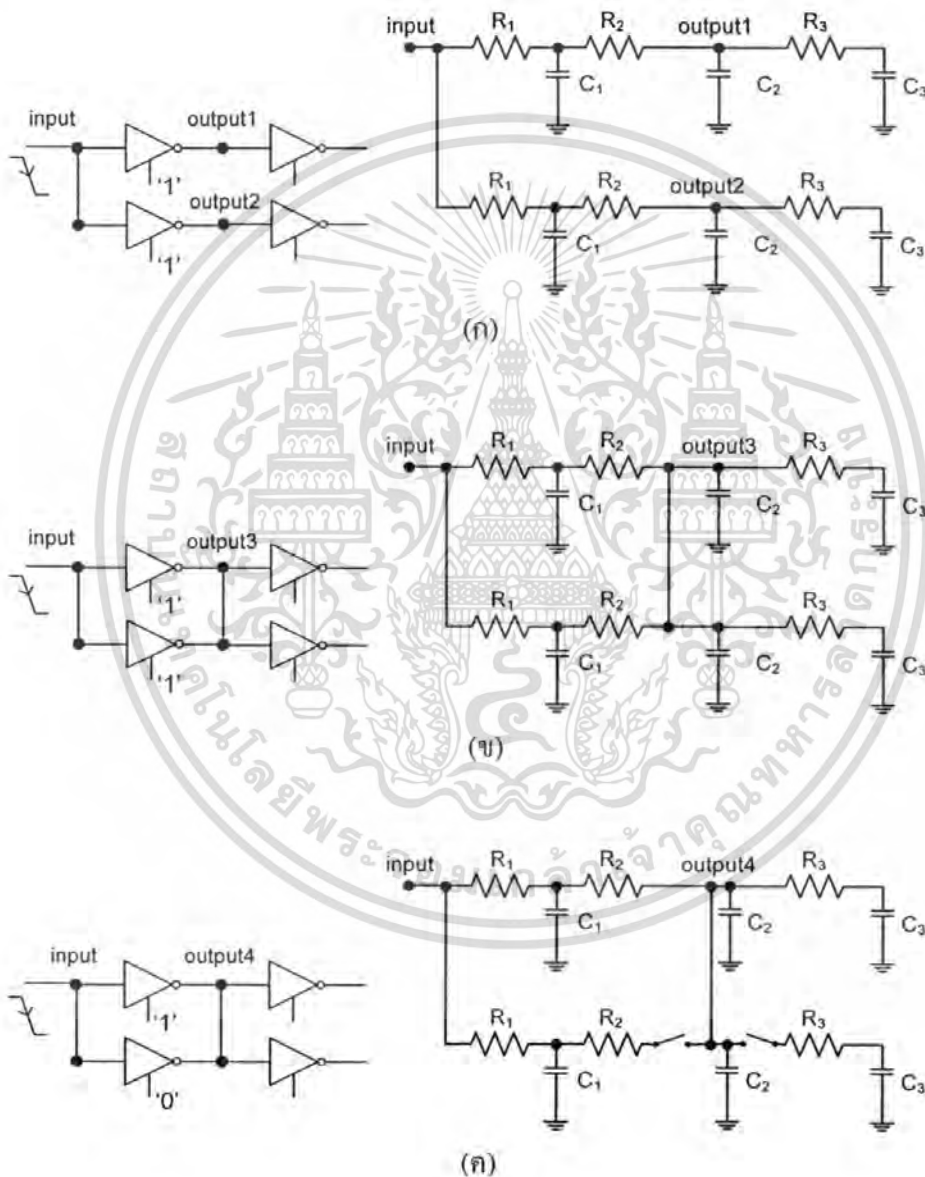 input R₁ R₂ output1 R₃
C₁ C₂ C₃
input output1
'1'
output2
'1'
R₁ R₂ output2 R₃
C₁ C₂ C₃
(ก)
input R₁ R₂ output3 R₃
C₁ C₂ C₃
input output3
'1'
'1'
R₁ R₂ R₃
C₁ C₂ C₃
(ข)
input R₁ R₂ output4 R₃
C₁ C₂ C₃
input output4
'1'
'0'
R₁ R₂ R₃
C₁ C₂ C₃
(ค)